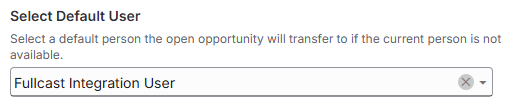 Select Default User
Select a default person the open opportunity will transfer to if the current person is not
available.
Fullcast Integration User